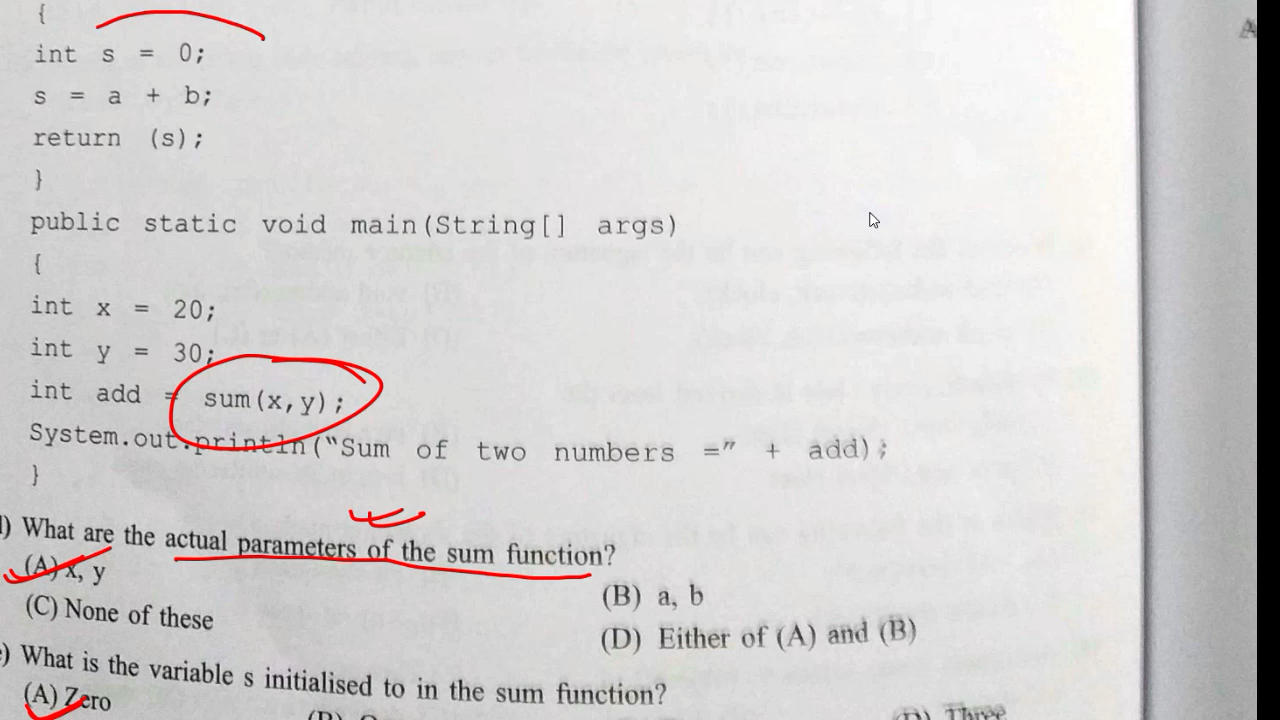 {
int s = 0;
s = a + b;
return (s);
}
public static void main(String[] args)
{
int x = 20;
int y = 30;
int add = sum(x,y);
System.out.println("Sum of two numbers =" + add);
}
) What are the actual parameters of the sum function?
(A) x, y
(B) a, b
(C) None of these
(D) Either of (A) and (B)
) What is the variable s initialised to in the sum function?
(A) Zero
(D) Three